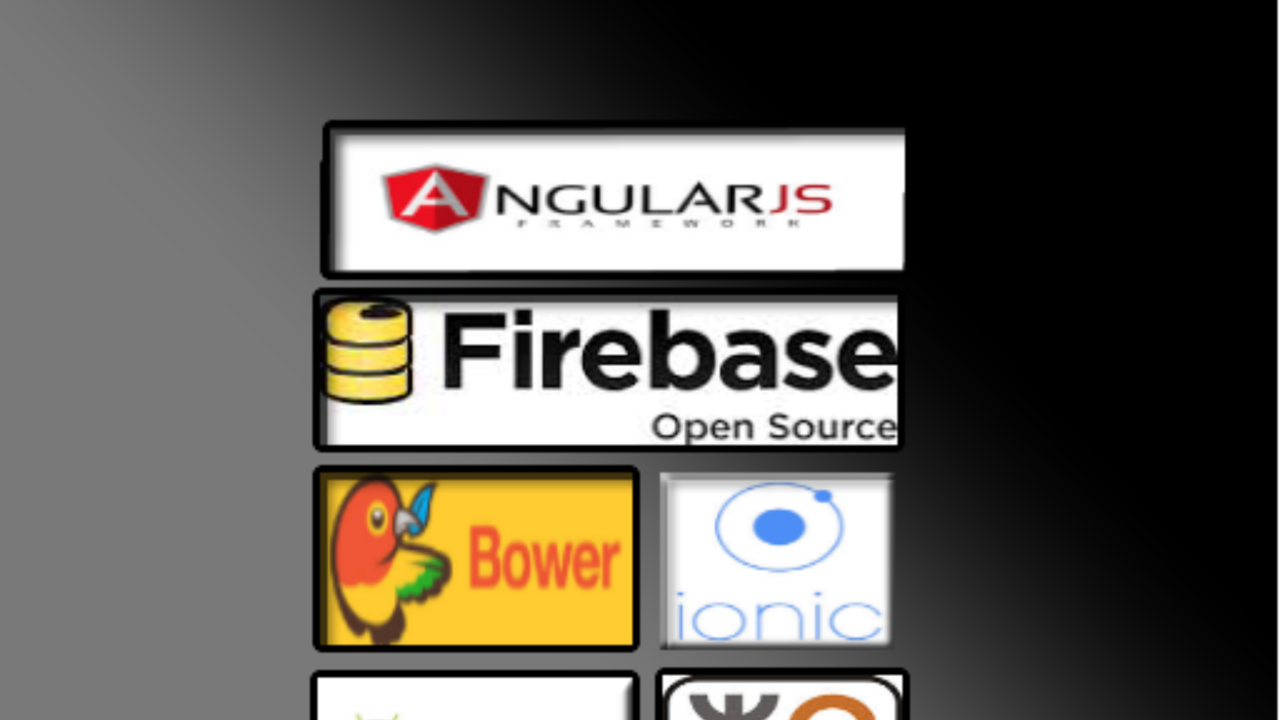 ANGULARJS
FRAMEWORK
Firebase
Open Source
Bower
ionic